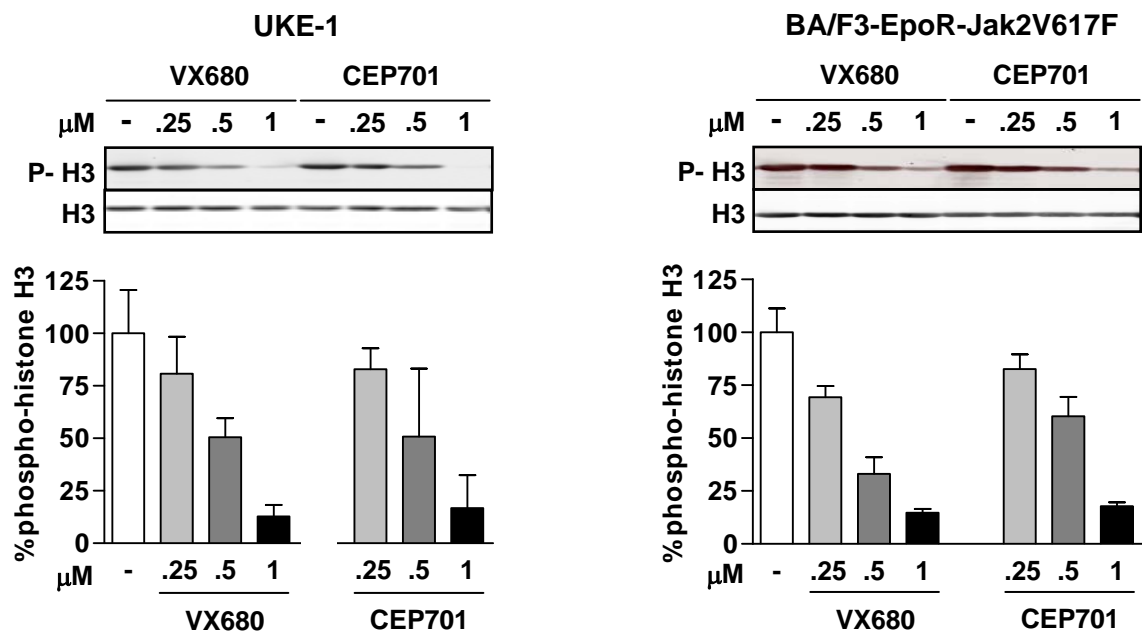 UKE-1
VX680 CEP701
μM - .25 .5 1 - .25 .5 1
P- H3
H3
%phospho-histone H3
125
100
75
50
25
0
μM - .25 .5 1 .25 .5 1
VX680 CEP701
BA/F3-EpoR-Jak2V617F
VX680 CEP701
μM - .25 .5 1 - .25 .5 1
P- H3
H3
%phospho-histone H3
125
100
75
50
25
0
μM - .25 .5 1 .25 .5 1
VX680 CEP701